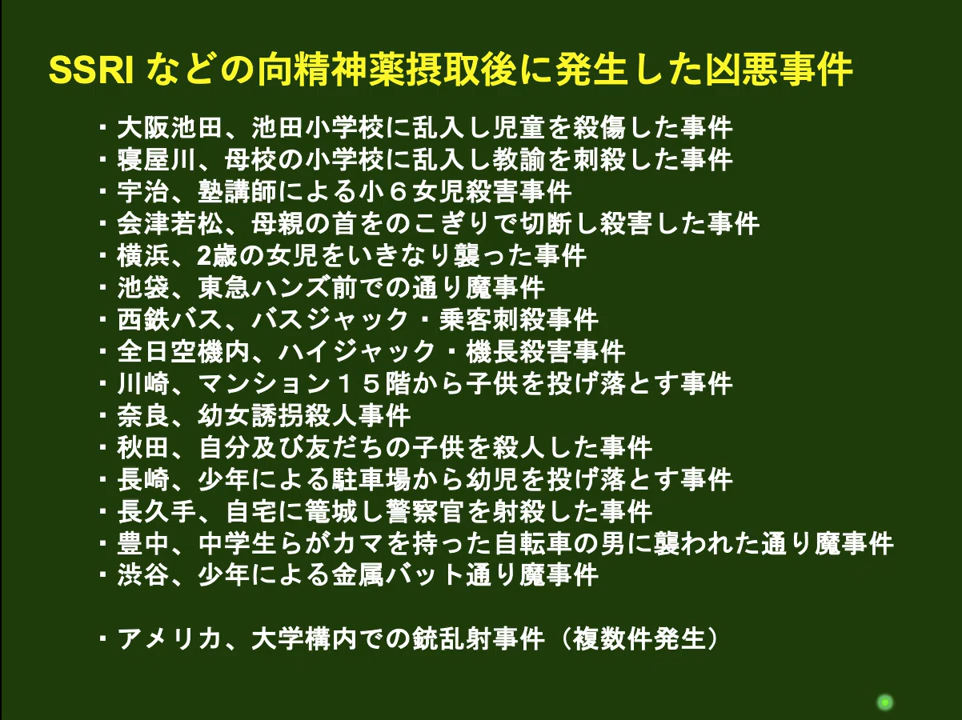 SSRI などの向精神薬摂取後に発生した凶悪事件
・大阪池田、池田小学校に乱入し児童を殺傷した事件
・寝屋川、母校の小学校に乱入し教諭を刺殺した事件
・宇治、塾講師による小６女児殺害事件
・会津若松、母親の首をのこぎりで切断し殺害した事件
・横浜、2歳の女児をいきなり襲った事件
・池袋、東急ハンズ前での通り魔事件
・西鉄バス、バスジャック・乗客刺殺事件
・全日空機内、ハイジャック・機長殺害事件
・川崎、マンション１５階から子供を投げ落とす事件
・奈良、幼女誘拐殺人事件
・秋田、自分及び友だちの子供を殺人した事件
・長崎、少年による駐車場から幼児を投げ落とす事件
・長久手、自宅に篭城し警察官を射殺した事件
・豊中、中学生らがカマを持った自転車の男に襲われた通り魔事件
・渋谷、少年による金属バット通り魔事件
・アメリカ、大学構内での銃乱射事件（複数件発生）